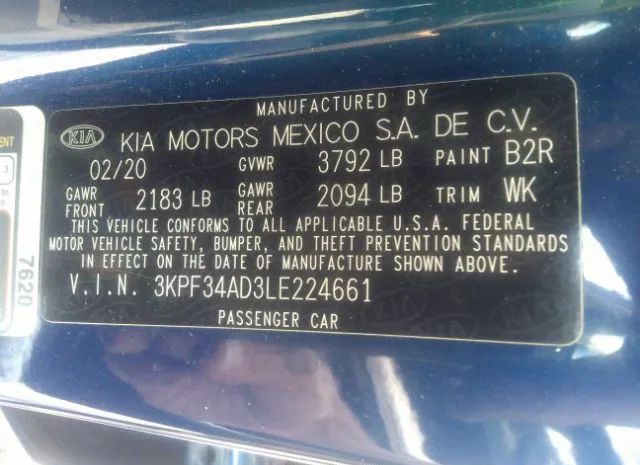 MANUFACTURED BY
KIA KIA MOTORS MEXICO S.A. DE C.V.
02/20 GVWR 3792 LB PAINT B2R
GAWR FRONT 2183 LB GAWR REAR 2094 LB TRIM WK
THIS VEHICLE CONFORMS TO ALL APPLICABLE U.S.A. FEDERAL
MOTOR VEHICLE SAFETY, BUMPER, AND THEFT PREVENTION STANDARDS
IN EFFECT ON THE DATE OF MANUFACTURE SHOWN ABOVE.
V.I.N. 3KPF34AD3LE224661
PASSENGER CAR
7620
3